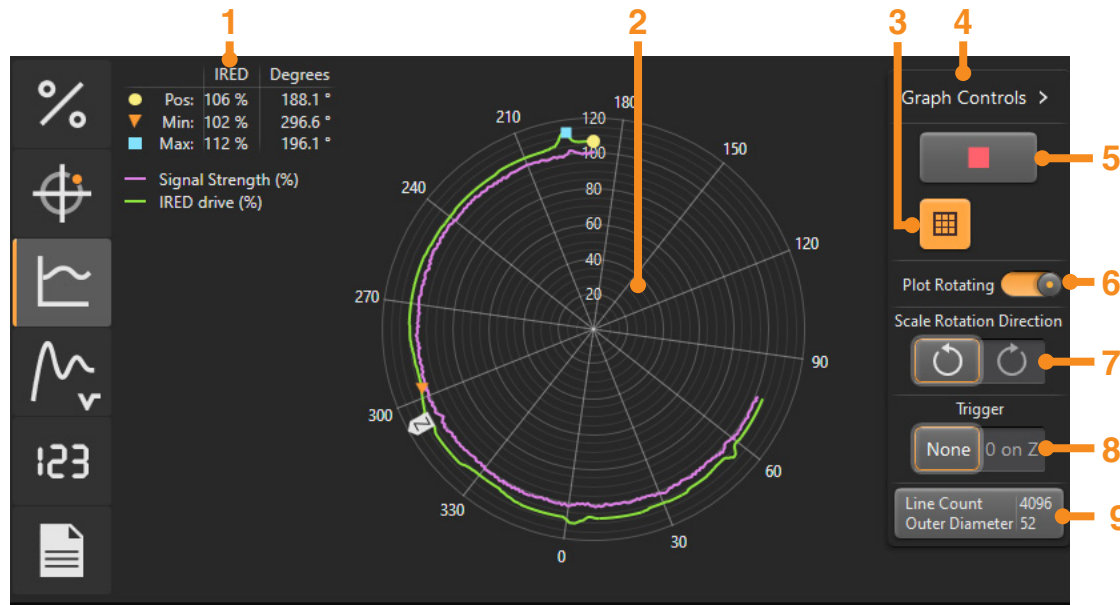 1 2 3 4
IRED Degrees
Pos: 106 % 188.1 °
Min: 102 % 296.6 °
Max: 112 % 196.1 °
Signal Strength (%)
IRED drive (%)
%
123
180
210
150
240
120
270
90
300
60
330
30
0
120
100
80
60
40
20
Z
Graph Controls >
5
3
Plot Rotating 6
Scale Rotation Direction
7
Trigger
None 0 on Z 8
Line Count 4096
Outer Diameter 52
9